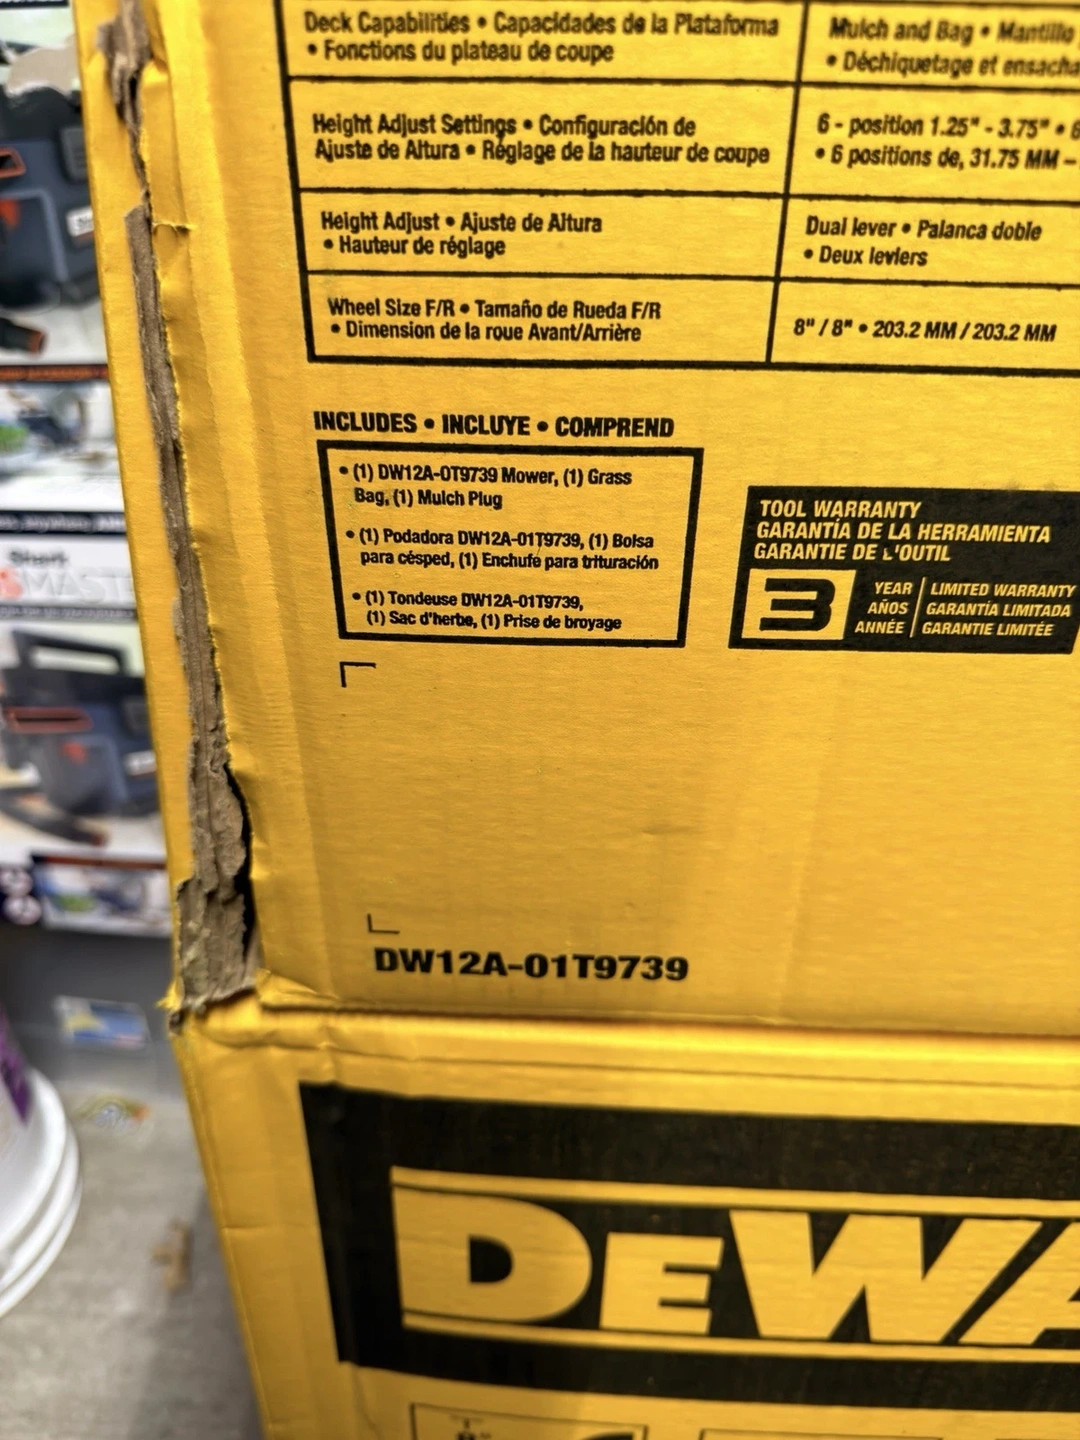 Deck Capabilities • Capacidades de la Plataforma
• Fonctions du plateau de coupe
Mulch and Bag • Mantillo
• Déchiquetage et ensacha
Height Adjust Settings • Configuración de
Ajuste de Altura • Réglage de la hauteur de coupe
6 - position 1.25" - 3.75" • 6
• 6 positions de, 31.75 MM –
Height Adjust • Ajuste de Altura
• Hauteur de réglage
Dual lever • Palanca doble
• Deux leviers
Wheel Size F/R • Tamaño de Rueda F/R
• Dimension de la roue Avant/Arrière
8" / 8" • 203.2 MM / 203.2 MM
INCLUDES • INCLUYE • COMPREND
• (1) DW12A-0T9739 Mower, (1) Grass
Bag, (1) Mulch Plug
• (1) Podadora DW12A-01T9739, (1) Bolsa
para césped, (1) Enchufe para trituración
• (1) Tondeuse DW12A-01T9739,
(1) Sac d'herbe, (1) Prise de broyage
TOOL WARRANTY
GARANTÍA DE LA HERRAMIENTA
GARANTIE DE L'OUTIL
3
YEAR
AÑOS
ANNÉE
LIMITED WARRANTY
GARANTÍA LIMITADA
GARANTIE LIMITÉE
DW12A-01T9739
DEWA
Shark